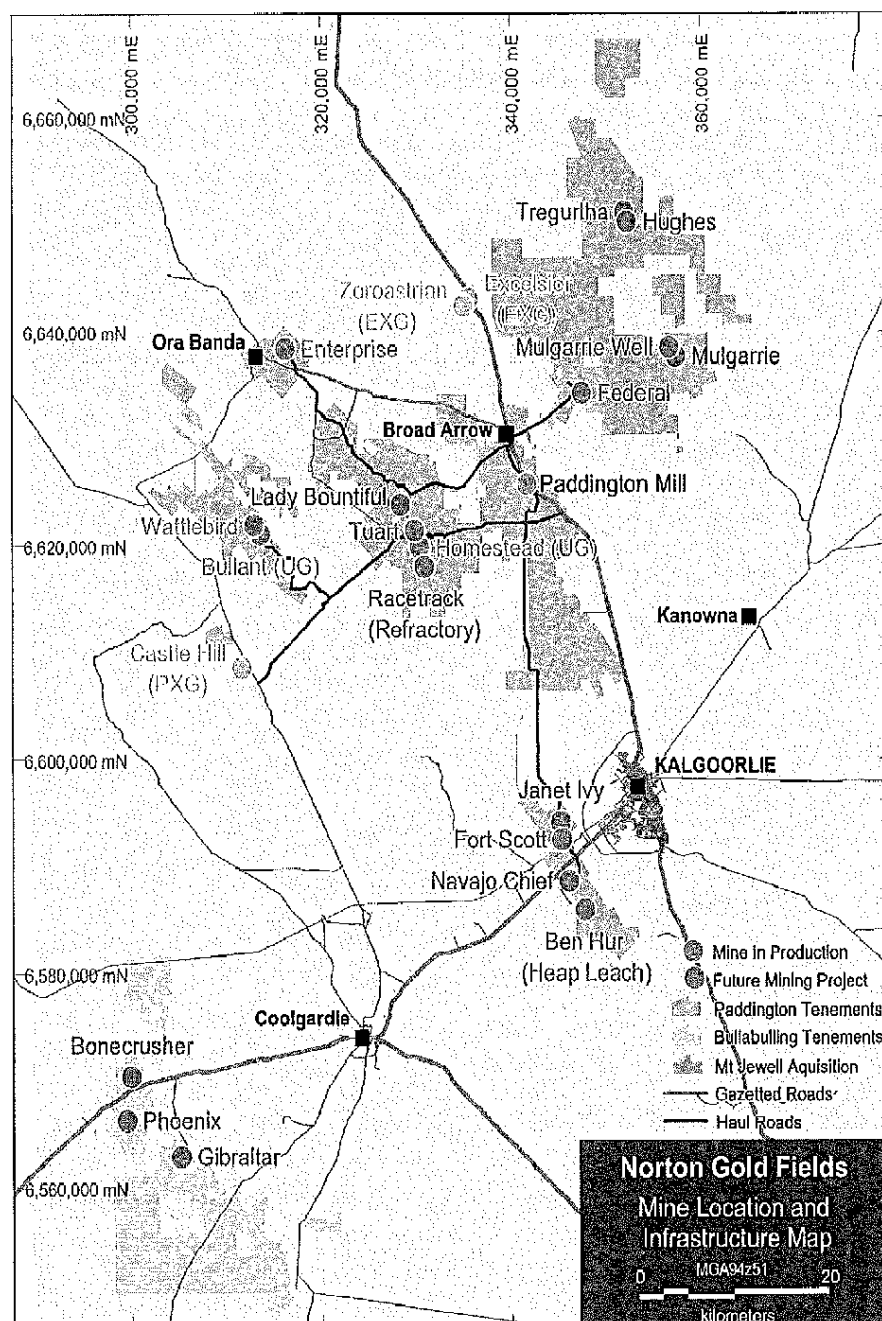 300,000 mE
320,000 mE
340,000 mE
360,000 mE
6,660,000 mN
Tregurtha
Hughes
Zoroastrian
(EXG)
Excelsior
(EXG)
6,640,000 mN
Ora Banda
Enterprise
Mulgarrie Well
Mulgarrie
Federal
Broad Arrow
Paddington Mill
Lady Bountiful
Wattlebird
Tuart
6,620,000 mN
Homestead (UG)
Bullant (UG)
Racetrack
(Refractory)
Kanowna
Castle Hill
(PXG)
6,600,000 mN
KALGOORLIE
Janet Ivy
Fort Scott
Navajo Chief
Ben Hur
(Heap Leach)
Mine in Production
6,580,000 mN
Future Mining Project
Paddington Tenements
Coolgardie
Bullabulling Tenements
Bonecrusher
Mt Jewell Aquisition
Gazetted Roads
Phoenix
Haul Roads
Gibraltar
6,560,000 mN
Norton Gold Fields
Mine Location and
Infrastructure Map
MGA94z51
0 20
kilometers